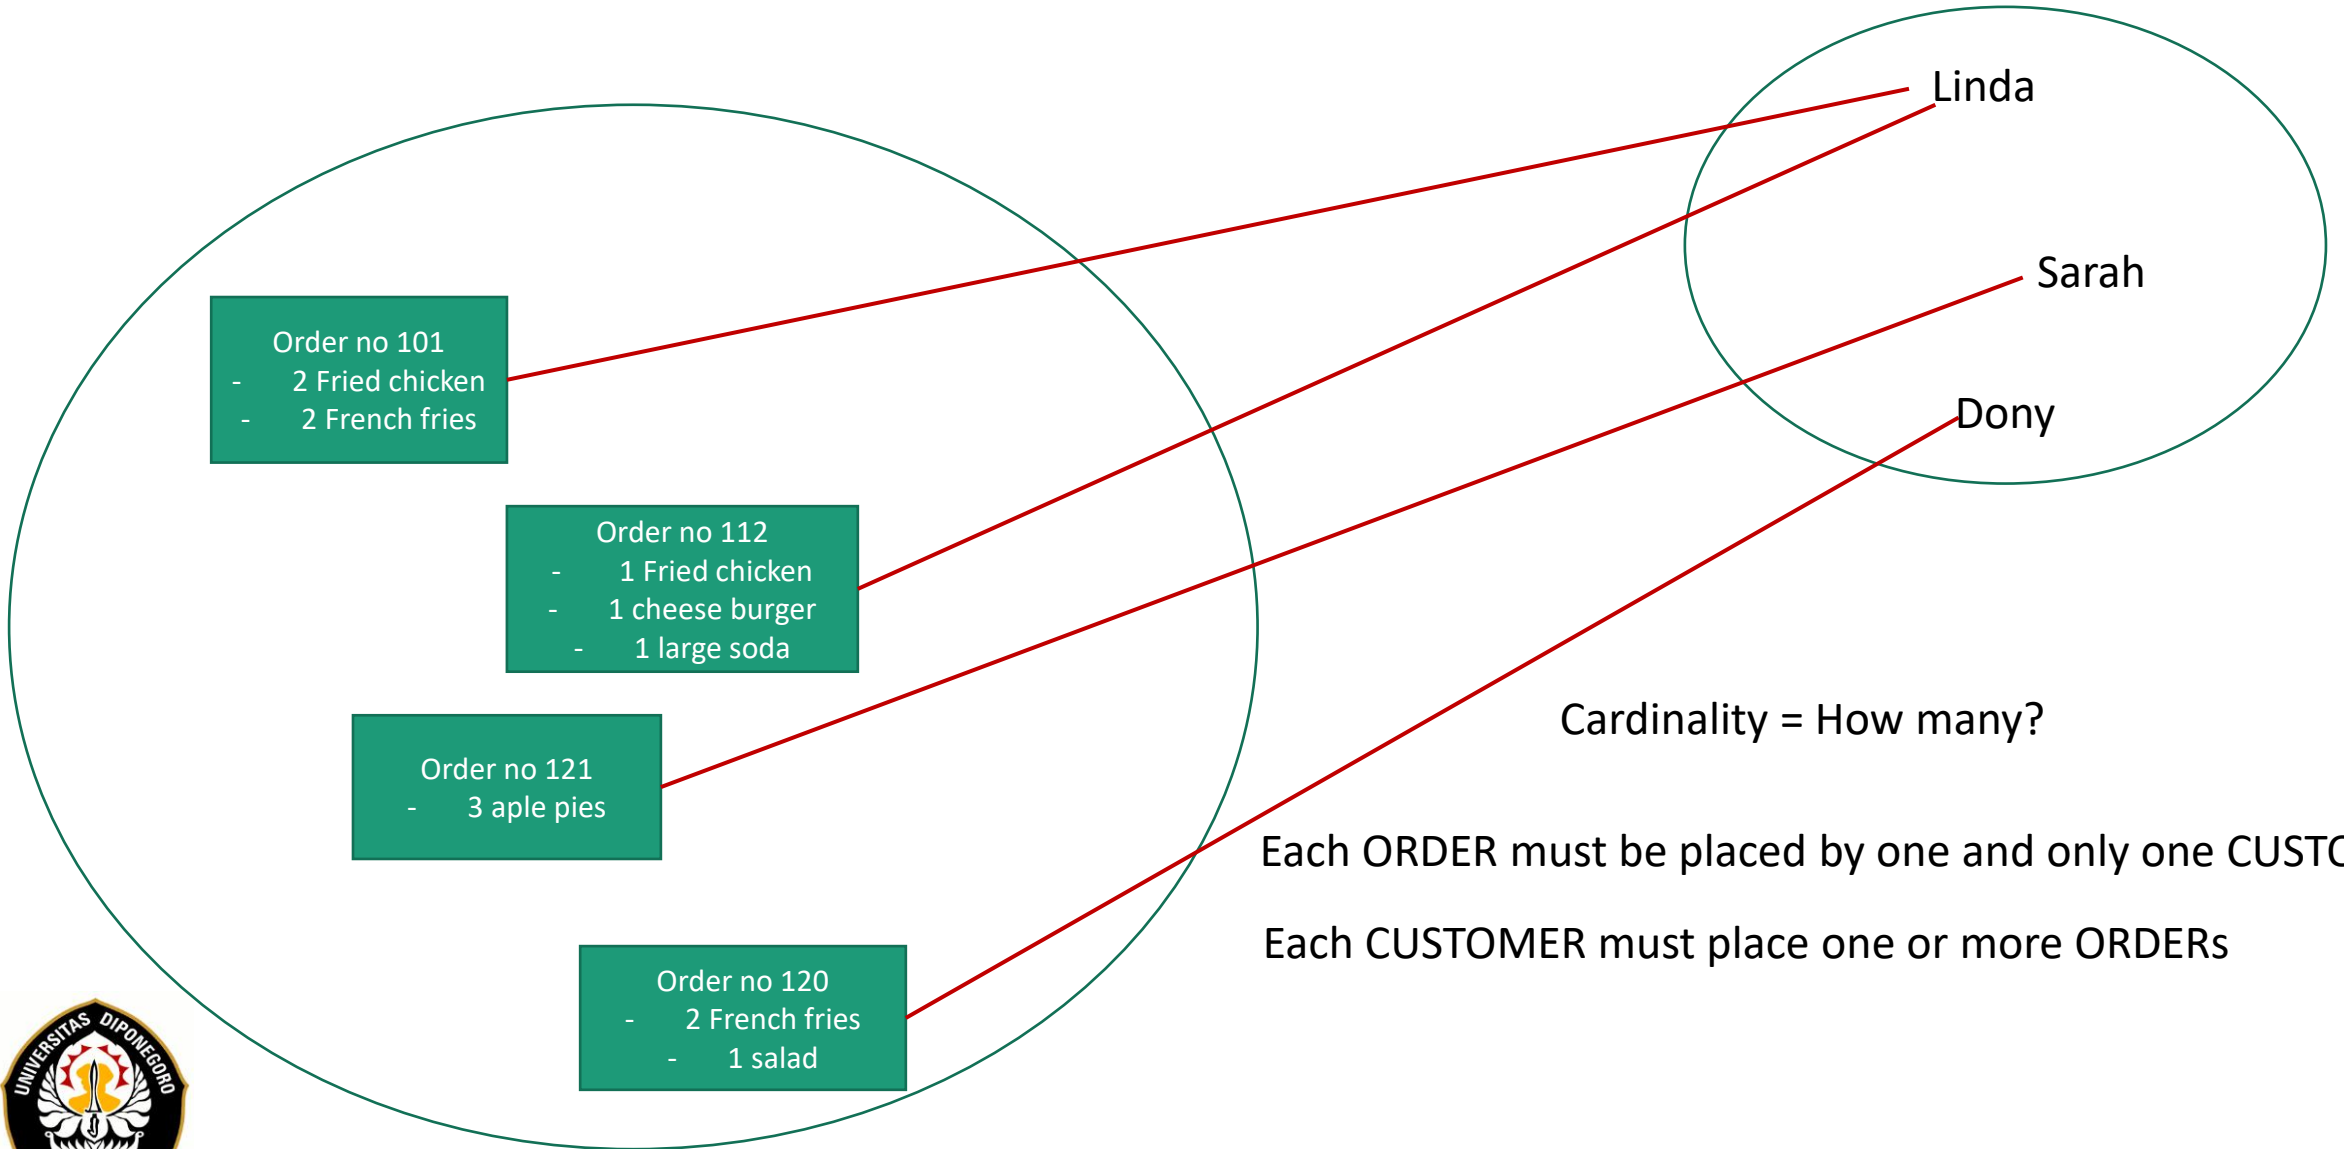 Linda
Sarah
Dony
Order no 101
- 2 Fried chicken
- 2 French fries
Order no 112
- 1 Fried chicken
- 1 cheese burger
- 1 large soda
Order no 121
- 3 aple pies
Order no 120
- 2 French fries
- 1 salad
Cardinality = How many?
Each ORDER must be placed by one and only one CUSTO
Each CUSTOMER must place one or more ORDERs
UNIVERSITAS DIPONEGORO